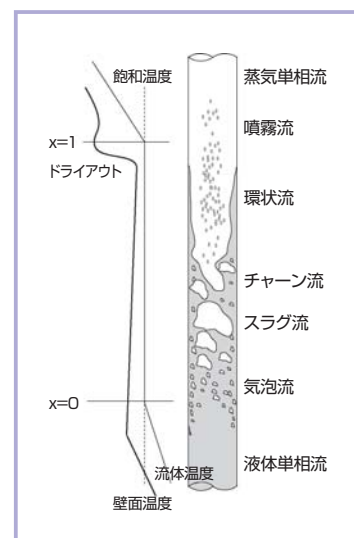 飽和温度
x=1
ドライアウト
x=0
流体温度
壁面温度
蒸気単相流
噴霧流
環状流
チャーン流
スラグ流
気泡流
液体単相流